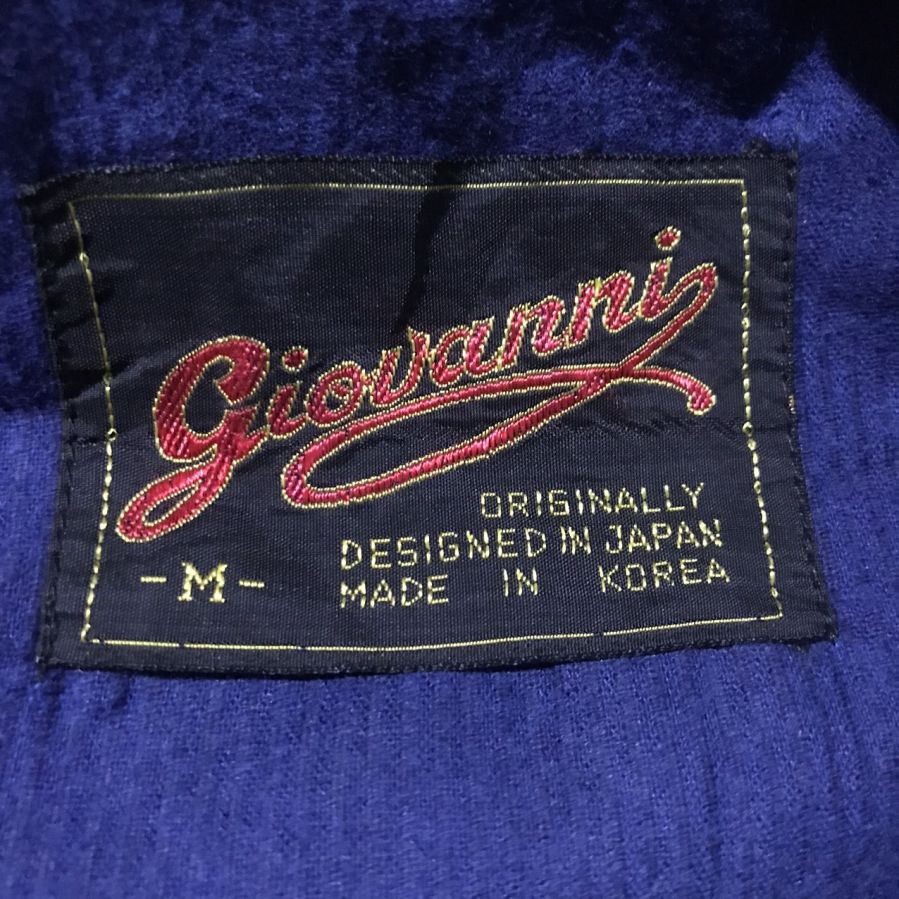 Giovanni
ORIGINALLY
DESIGNED IN JAPAN
- M - MADE IN KOREA